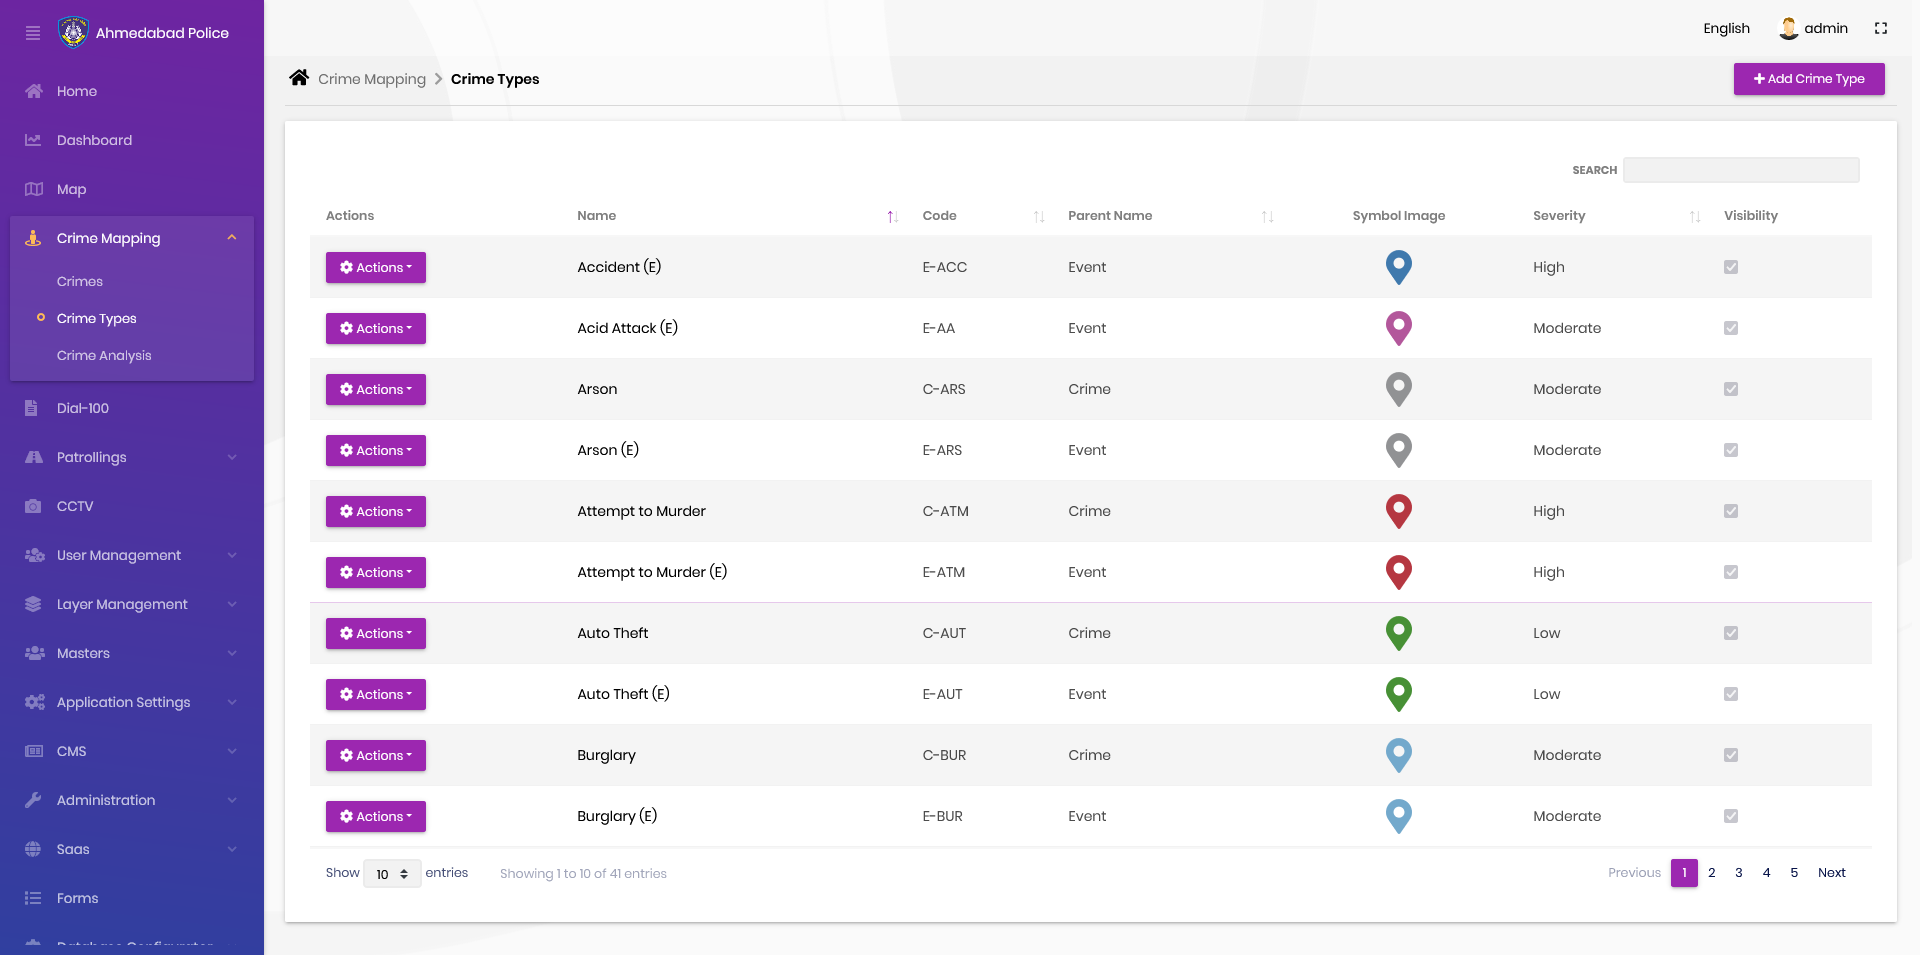 Ahmedabad Police
English
admin
Home
Dashboard
Map
Crime Mapping
Crimes
Crime Types
Crime Analysis
Dial-100
Patrollings
CCTV
User Management
Layer Management
Masters
Application Settings
CMS
Administration
Saas
Forms
Database Configurator
Crime Mapping > Crime Types
Add Crime Type
SEARCH
Actions Name Code Parent Name Symbol Image Severity Visibility
Actions Accident (E) E-ACC Event High
Actions Acid Attack (E) E-AA Event Moderate
Actions Arson C-ARS Crime Moderate
Actions Arson (E) E-ARS Event Moderate
Actions Attempt to Murder C-ATM Crime High
Actions Attempt to Murder (E) E-ATM Event High
Actions Auto Theft C-AUT Crime Low
Actions Auto Theft (E) E-AUT Event Low
Actions Burglary C-BUR Crime Moderate
Actions Burglary (E) E-BUR Event Moderate
Show 10 entries Showing 1 to 10 of 41 entries Previous 1 2 3 4 5 Next